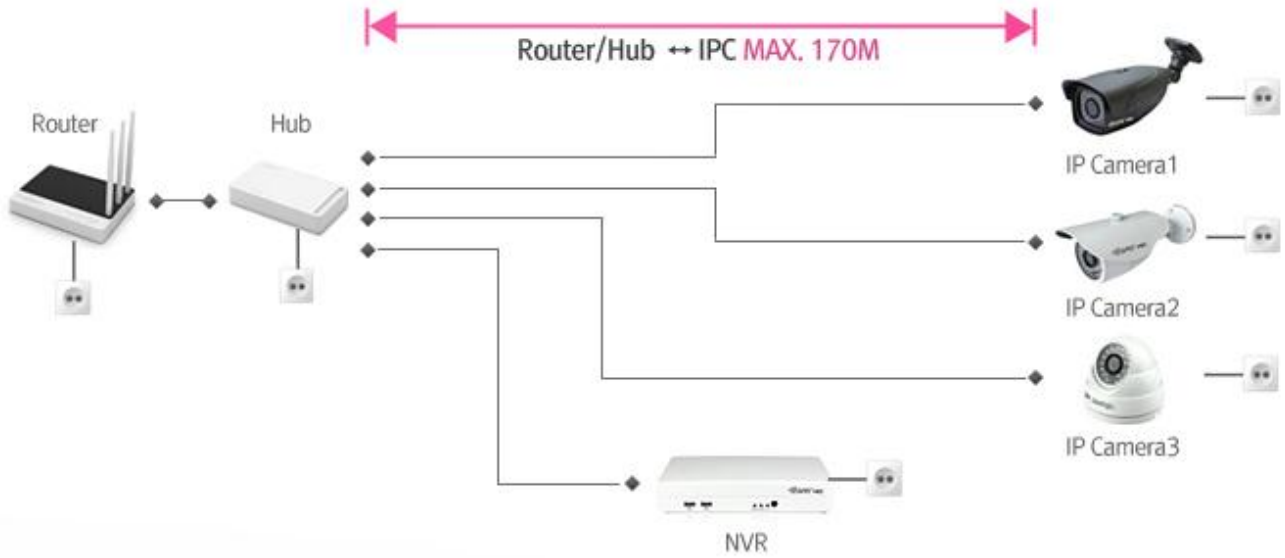 Router/Hub ↔ IPC MAX. 170M
Router
Hub
IP Camera1
IP Camera2
IP Camera3
NVR